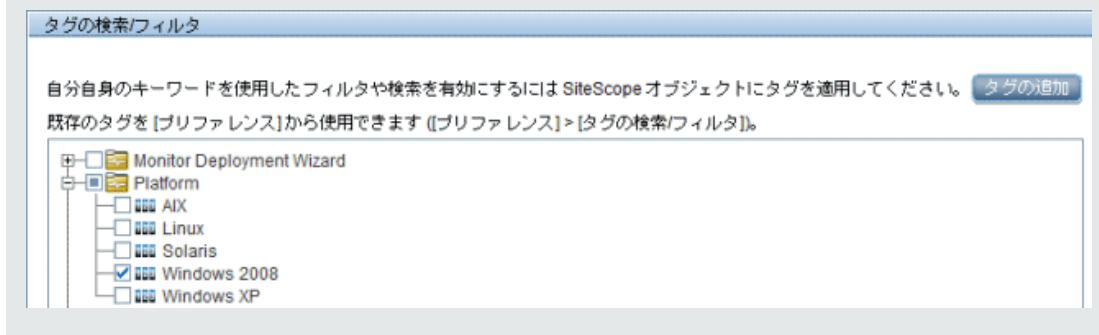 タグの検索/フィルタ
自分自身のキーワードを使用したフィルタや検索を有効にするには SiteScope オブジェクトにタグを適用してください。 タグの追加
既存のタグを [プリファレンス]から使用できます ([プリファレンス] > [タグの検索/フィルタ])。
Monitor Deployment Wizard
Platform
AIX
Linux
Solaris
Windows 2008
Windows XP